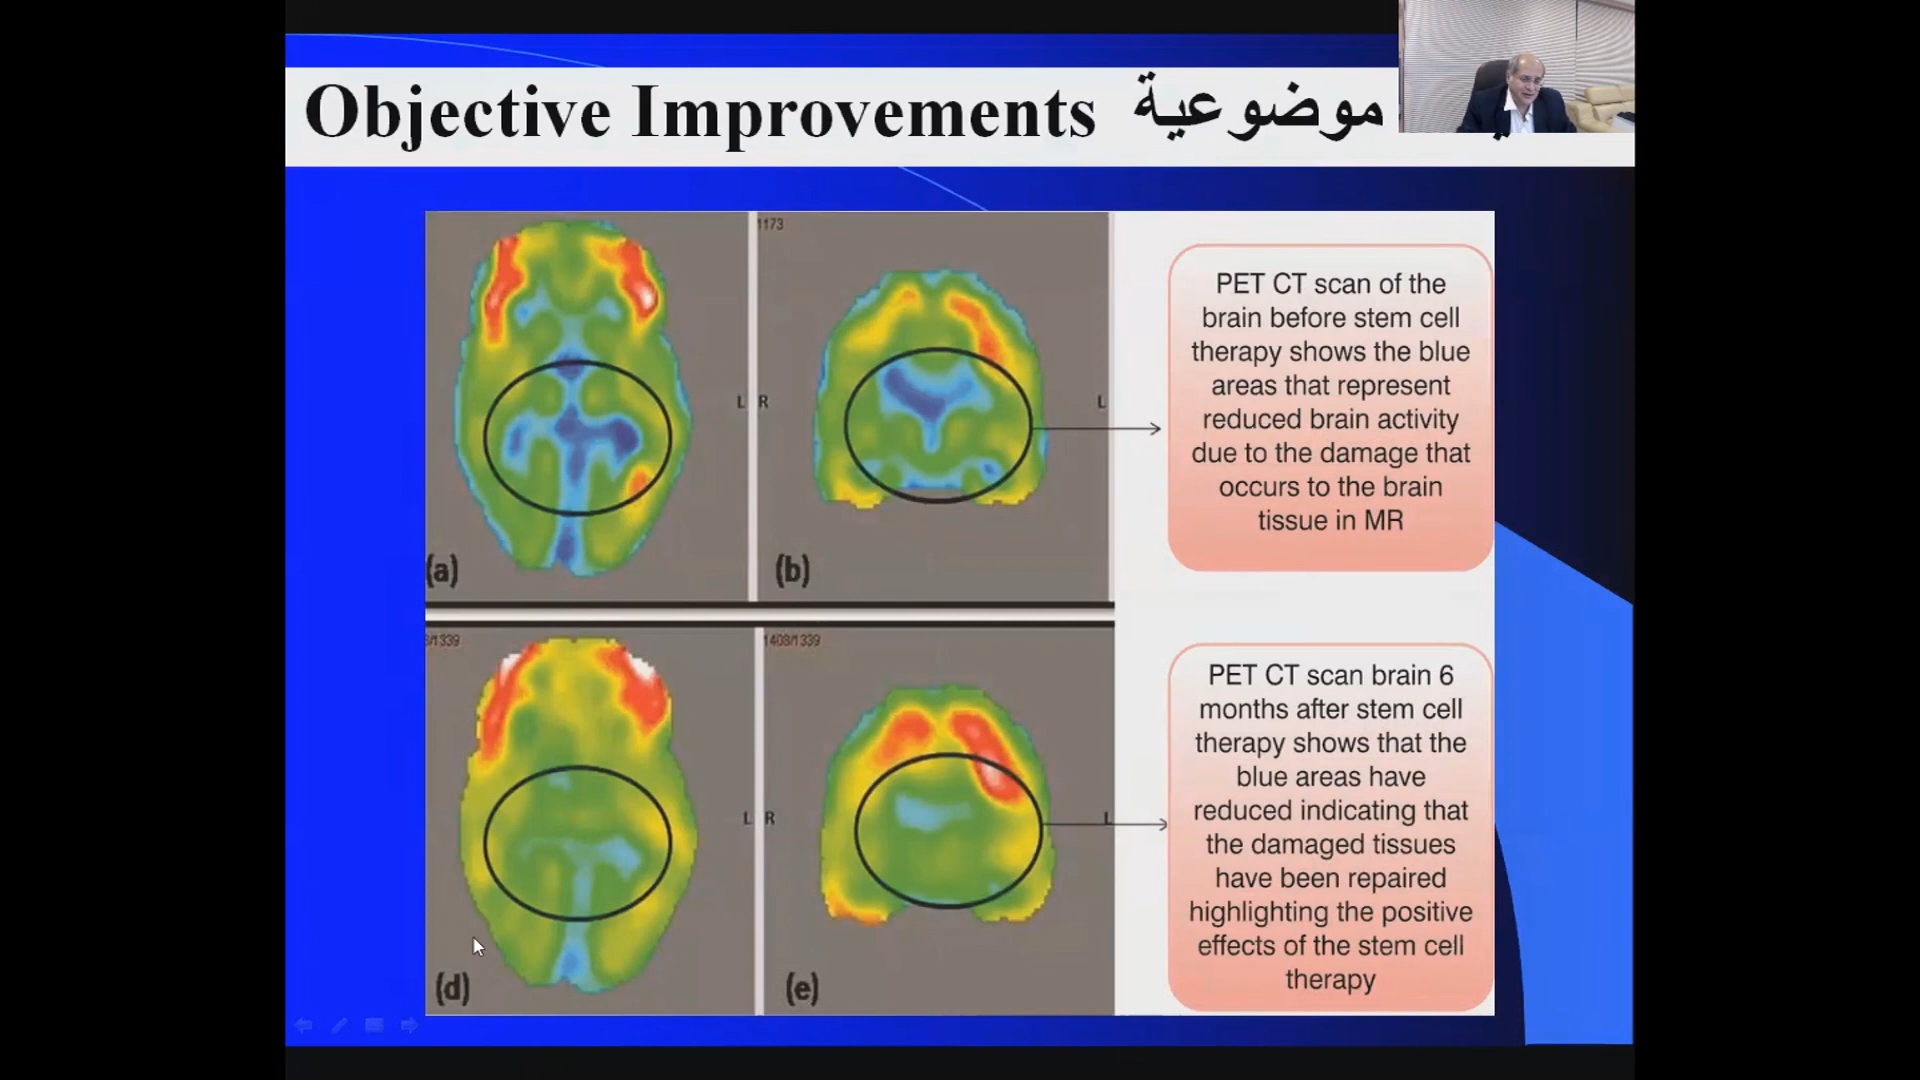 Objective Improvements موضوعية
1173
PET CT scan of the
brain before stem cell
therapy shows the blue
areas that represent
reduced brain activity
due to the damage that
occurs to the brain
tissue in MR
L R
L
(a)
(b)
/1339
1408/1339
PET CT scan brain 6
months after stem cell
therapy shows that the
blue areas have
reduced indicating that
the damaged tissues
have been repaired
highlighting the positive
effects of the stem cell
therapy
L R
L
(d)
(e)